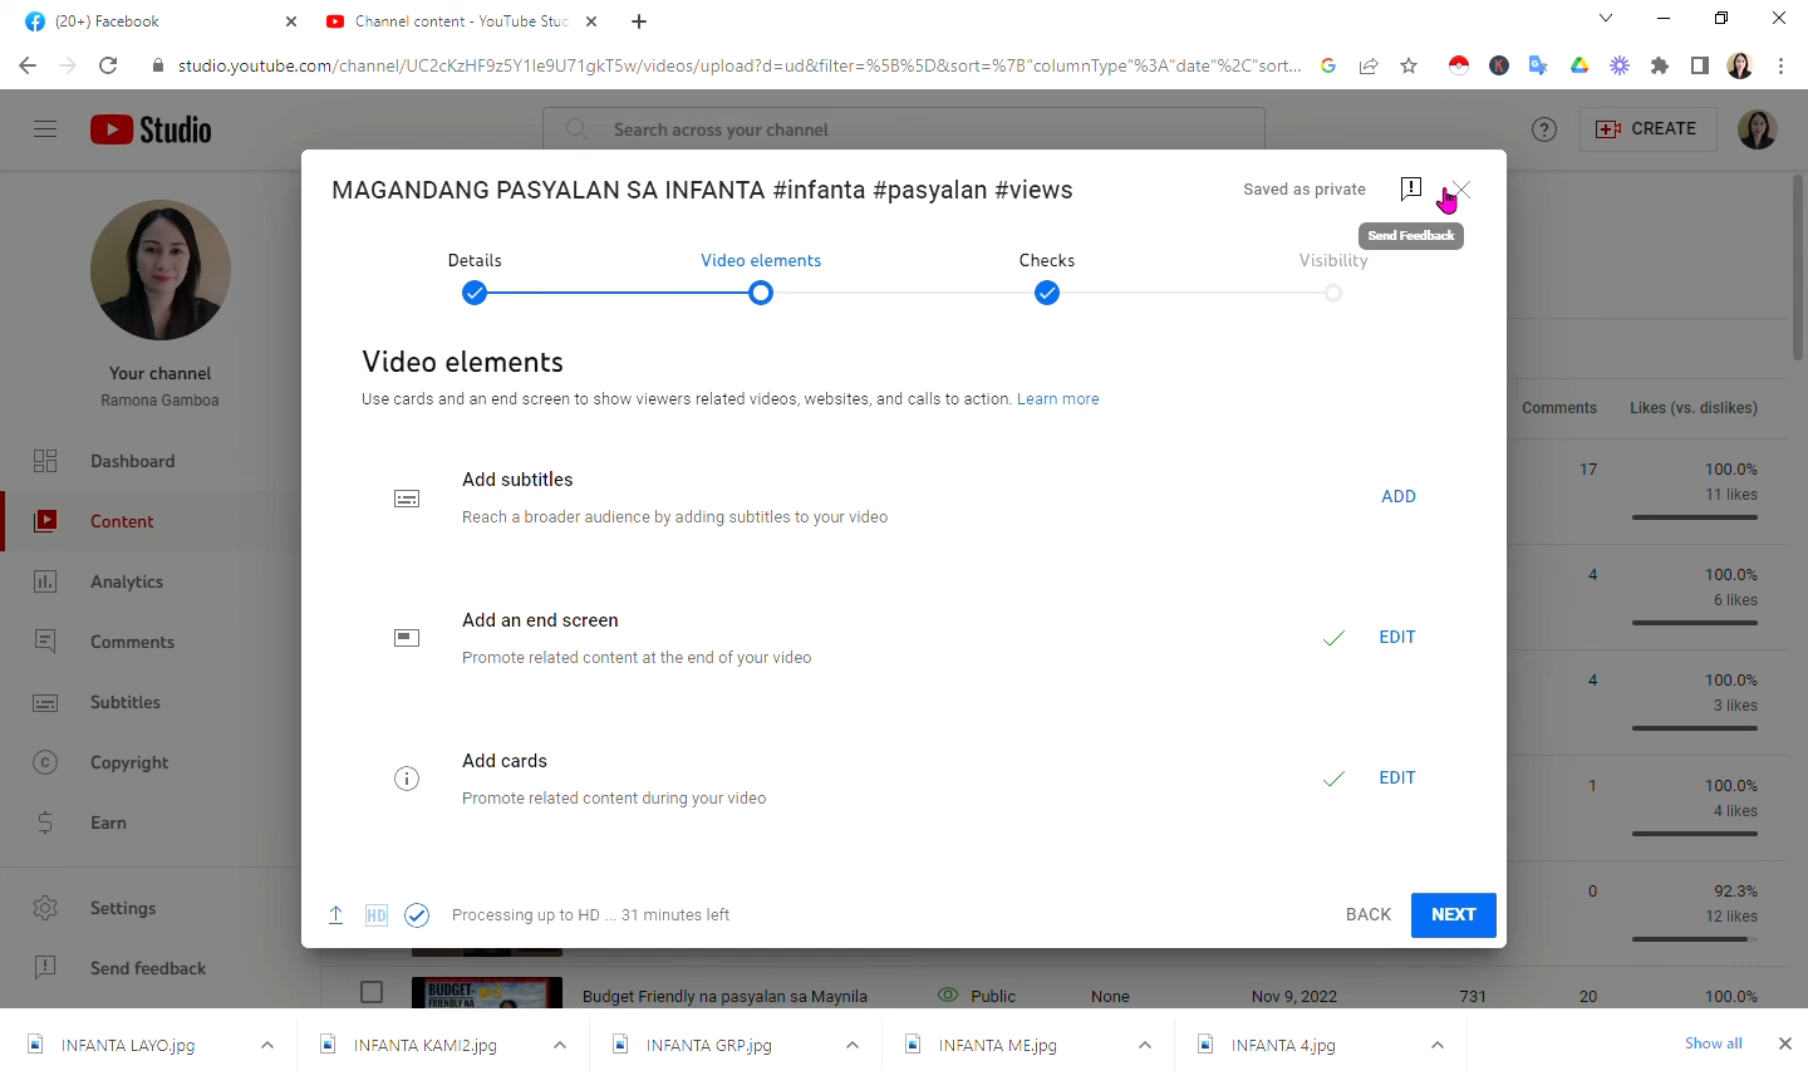 (20+) Facebook
Channel content - YouTube Stuc
studio.youtube.com/channel/UC2cKzHF9z5Y1le9U71gkT5w/videos/upload?d=ud&filter=%5B%5D&sort=%7B"columnType"%3A"date"%2C"sort...
Studio
Search across your channel
CREATE
MAGANDANG PASYALAN SA INFANTA #infanta #pasyalan #views
Saved as private
Send Feedback
Details
Video elements
Checks
Visibility
Video elements
Use cards and an end screen to show viewers related videos, websites, and calls to action. Learn more
Add subtitles
Reach a broader audience by adding subtitles to your video
ADD
Add an end screen
Promote related content at the end of your video
EDIT
Add cards
Promote related content during your video
EDIT
HD
Processing up to HD ... 31 minutes left
BACK
NEXT
Your channel
Ramona Gamboa
Dashboard
Content
Analytics
Comments
Subtitles
Copyright
Earn
Settings
Send feedback
Comments
Likes (vs. dislikes)
17
100.0%
11 likes
4
100.0%
6 likes
4
100.0%
3 likes
1
100.0%
4 likes
0
92.3%
12 likes
BUDGET-
FRIENDLY NA
Budget Friendly na pasyalan sa Maynila
Public
None
Nov 9, 2022
731
20
100.0%
INFANTA LAYO.jpg
INFANTA KAMI2.jpg
INFANTA GRP.jpg
INFANTA ME.jpg
INFANTA 4.jpg
Show all